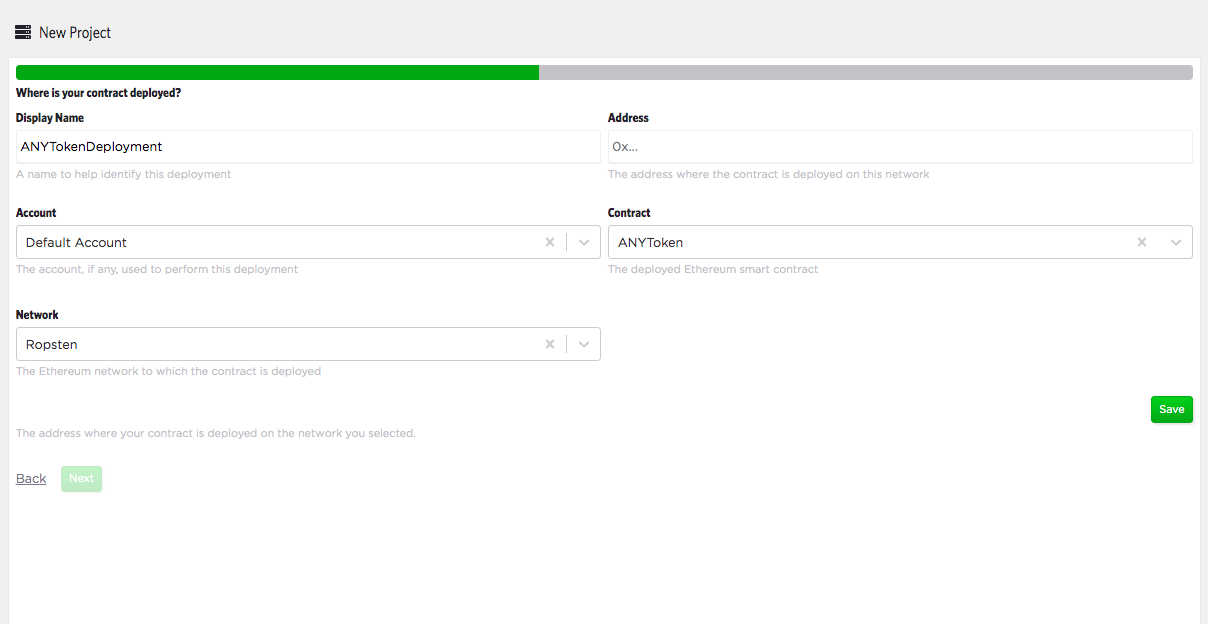 New Project
Where is your contract deployed?
Display Name
Address
ANYTokenDeployment
0x...
A name to help identify this deployment
The address where the contract is deployed on this network
Account
Contract
Default Account
ANYToken
The account, if any, used to perform this deployment
The deployed Ethereum smart contract
Network
Ropsten
The Ethereum network to which the contract is deployed
Save
The address where your contract is deployed on the network you selected.
Back
Next